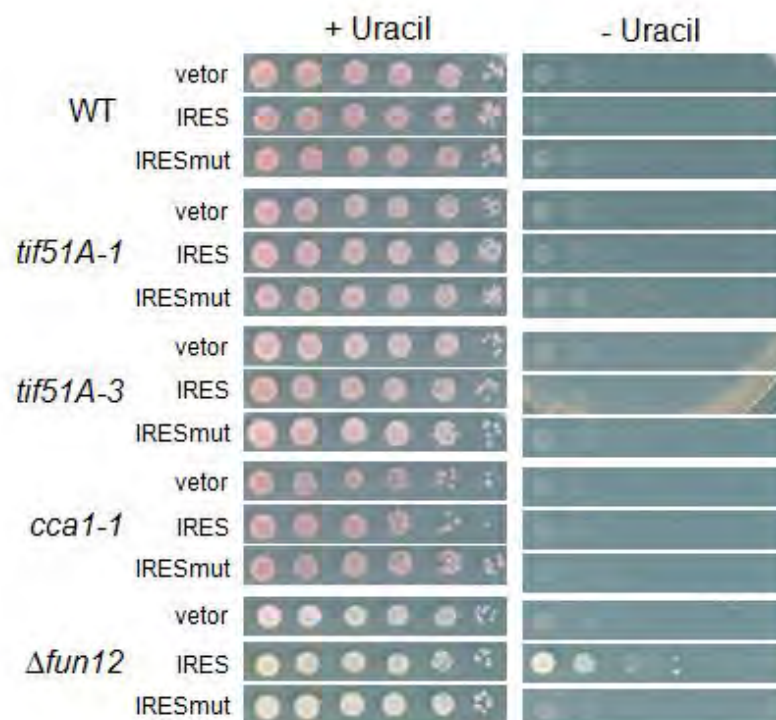 + Uracil - Uracil
WT
vetor
IRES
IRESmut
tif51A-1
vetor
IRES
IRESmut
tif51A-3
vetor
IRES
IRESmut
cca1-1
vetor
IRES
IRESmut
Δfun12
vetor
IRES
IRESmut